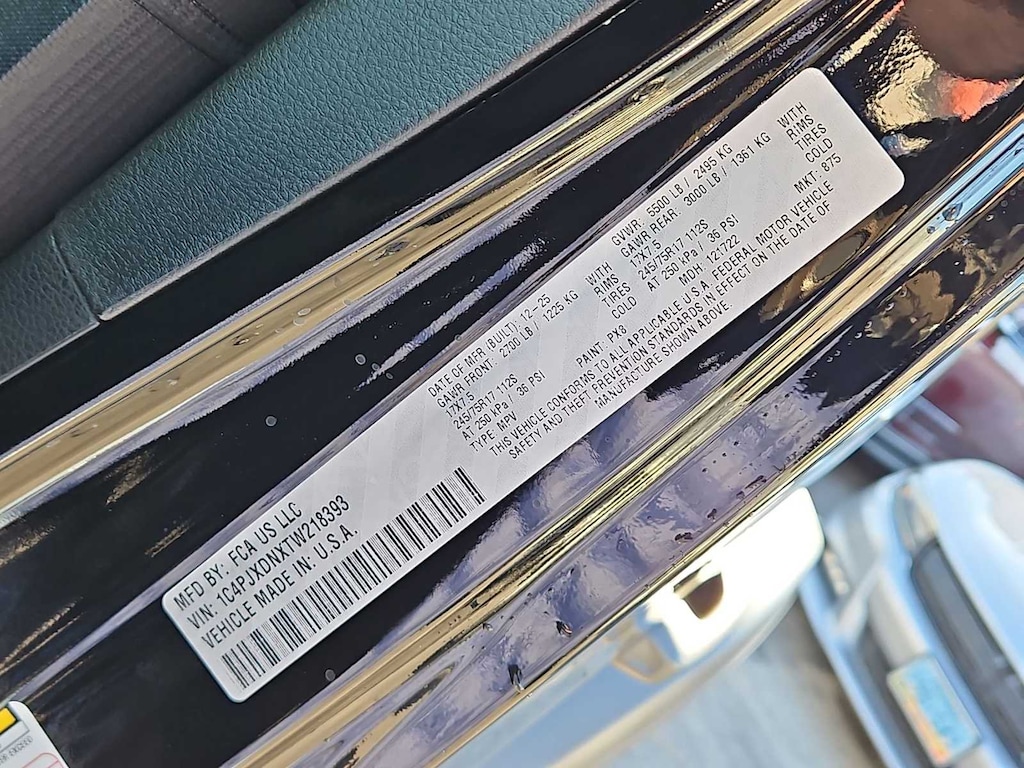 MFD BY: FCA US LLC
VIN: 1C4PJXDNXTW218393
VEHICLE MADE IN: U.S.A.
DATE OF MFR (BUILT) 12-25
GAWR FRONT: 2700 LB / 1225 KG
17X7.5
245/75R17 112S
AT 250 kPa / 36 PSI
TYPE: MPV
WITH
RIMS
TIRES
COLD
PAINT: PX8
GVWR: 5500 LB / 2495 KG
GAWR REAR: 3000 LB / 1361 KG
17X7.5
245/75R17 112S
AT 250 kPa / 36 PSI
MDH: 121722
WITH
RIMS
TIRES
COLD
MKT: 875
THIS VEHICLE CONFORMS TO ALL APPLICABLE U.S.A. FEDERAL MOTOR VEHICLE
SAFETY AND THEFT PREVENTION STANDARDS IN EFFECT ON THE DATE OF
MANUFACTURE SHOWN ABOVE.